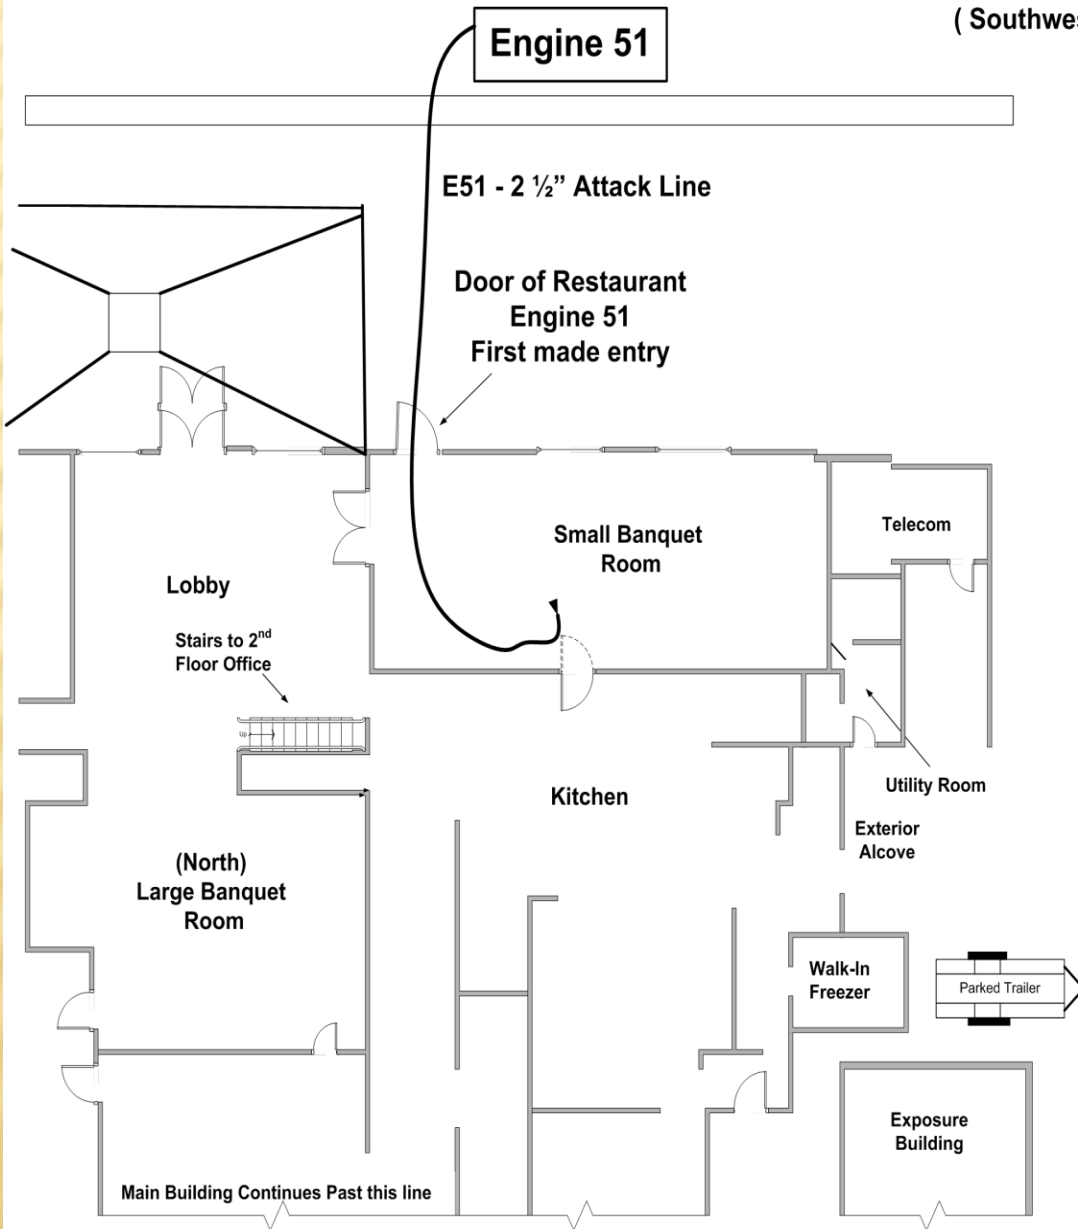 ( Southwes
Engine 51
E51 - 2 ½” Attack Line
Door of Restaurant
Engine 51
First made entry
Telecom
Small Banquet
Room
Lobby
Stairs to 2nd
Floor Office
Up
Utility Room
Kitchen
Exterior
Alcove
(North)
Large Banquet
Room
Walk-In
Freezer
Parked Trailer
Exposure
Building
Main Building Continues Past this line